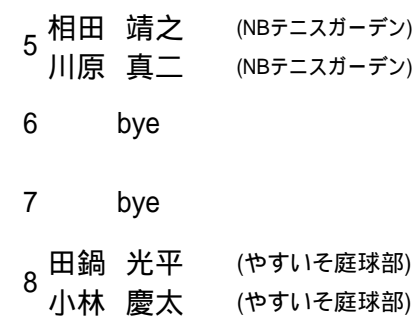 5 相田 靖之 (NBテニスガーデン)
川原 真二 (NBテニスガーデン)
6 bye
7 bye
8 田鍋 光平 (やすいそ庭球部)
小林 慶太 (やすいそ庭球部)